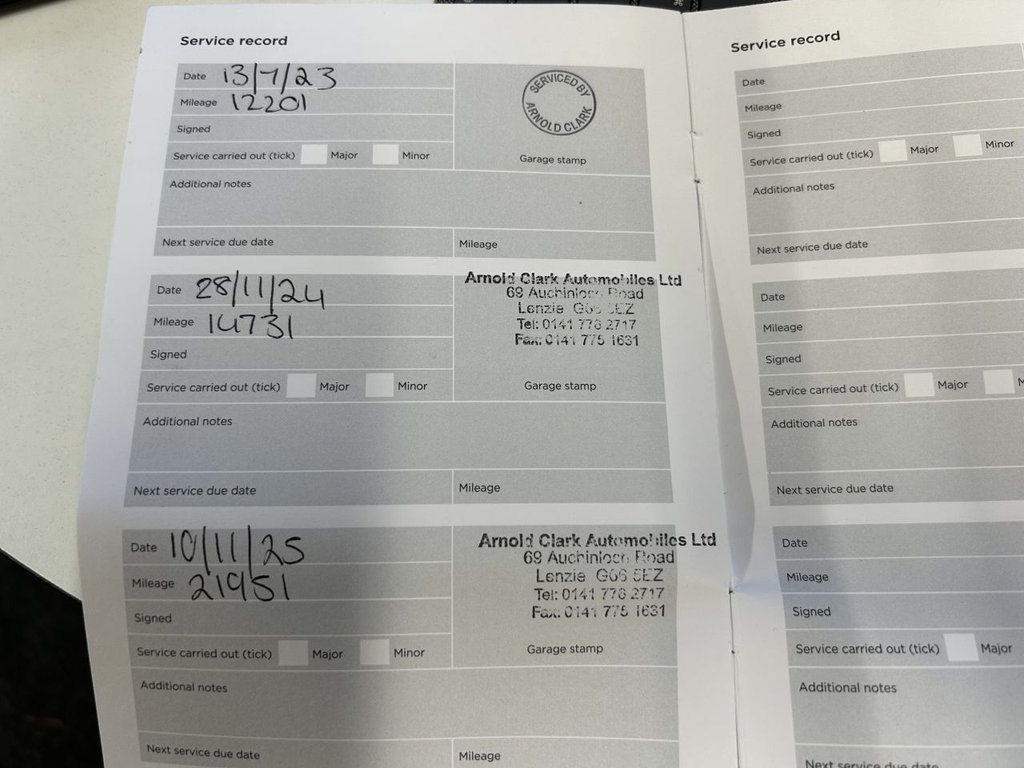 Service record
Date 13/7/23
Mileage 12201
Signed
Service carried out (tick) Major Minor
SERVICED BY
ARNOLD CLARK
Garage stamp
Additional notes
Next service due date
Mileage
Date 28/11/24
Mileage 14731
Signed
Service carried out (tick) Major Minor
Arnold Clark Automobiles Ltd
69 Auchinloch Road
Lenzie G66 5EZ
Tel: 0141 776 2717
Fax: 0141 775 1631
Garage stamp
Additional notes
Next service due date
Mileage
Date 10/11/25
Mileage 21951
Signed
Service carried out (tick) Major Minor
Arnold Clark Automobiles Ltd
69 Auchinloch Road
Lenzie G66 5EZ
Tel: 0141 776 2717
Fax: 0141 775 1631
Garage stamp
Additional notes
Next service due date
Mileage
Service record
Date
Mileage
Signed
Service carried out (tick) Major Minor
Additional notes
Next service due date
Date
Mileage
Signed
Service carried out (tick) Major
Additional notes
Next service due date
Date
Mileage
Signed
Service carried out (tick) Major
Additional notes
Next service due date